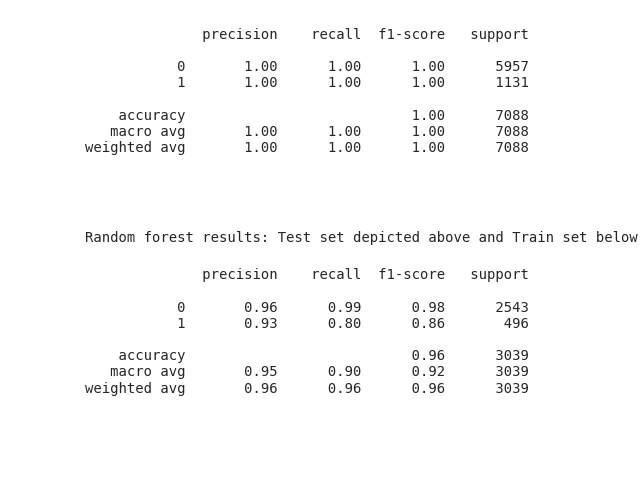 precision recall f1-score support
0 1.00 1.00 1.00 5957
1 1.00 1.00 1.00 1131
accuracy 1.00 7088
macro avg 1.00 1.00 1.00 7088
weighted avg 1.00 1.00 1.00 7088
Random forest results: Test set depicted above and Train set below
precision recall f1-score support
0 0.96 0.99 0.98 2543
1 0.93 0.80 0.86 496
accuracy 0.96 3039
macro avg 0.95 0.90 0.92 3039
weighted avg 0.96 0.96 0.96 3039